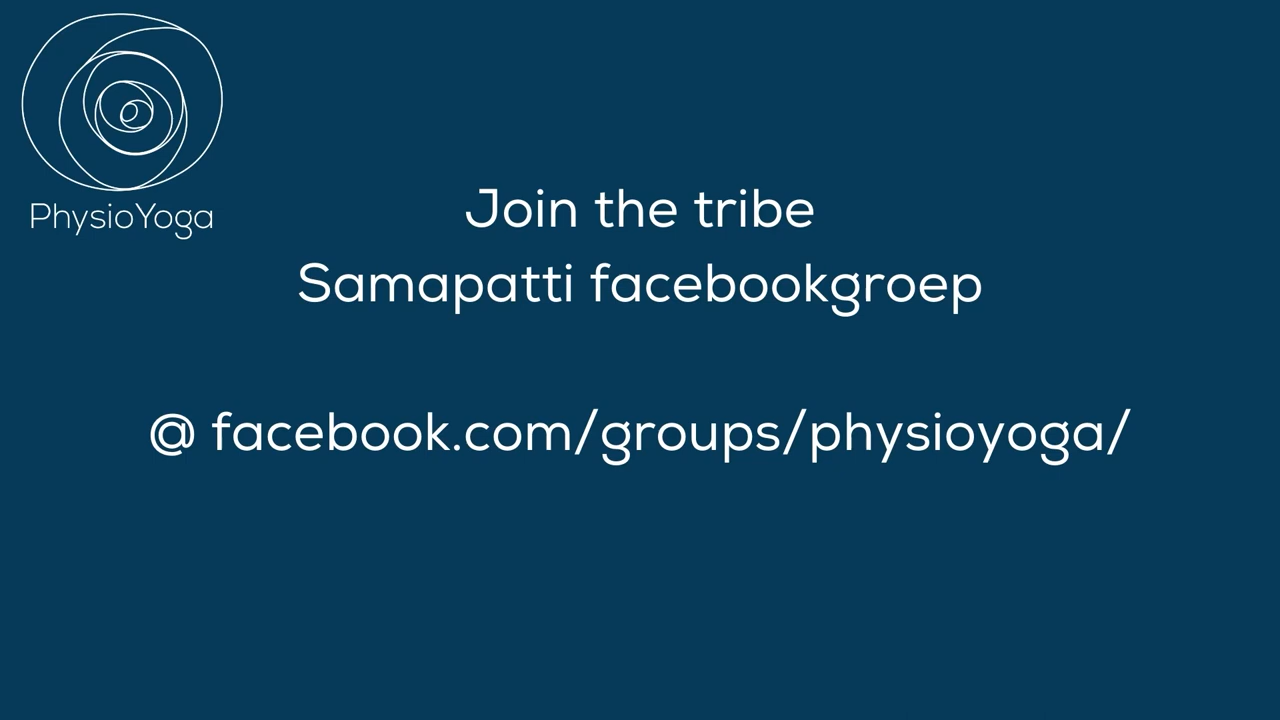 PhysioYoga
Join the tribe
Samapatti facebookgroep
@ facebook.com/groups/physioyoga/